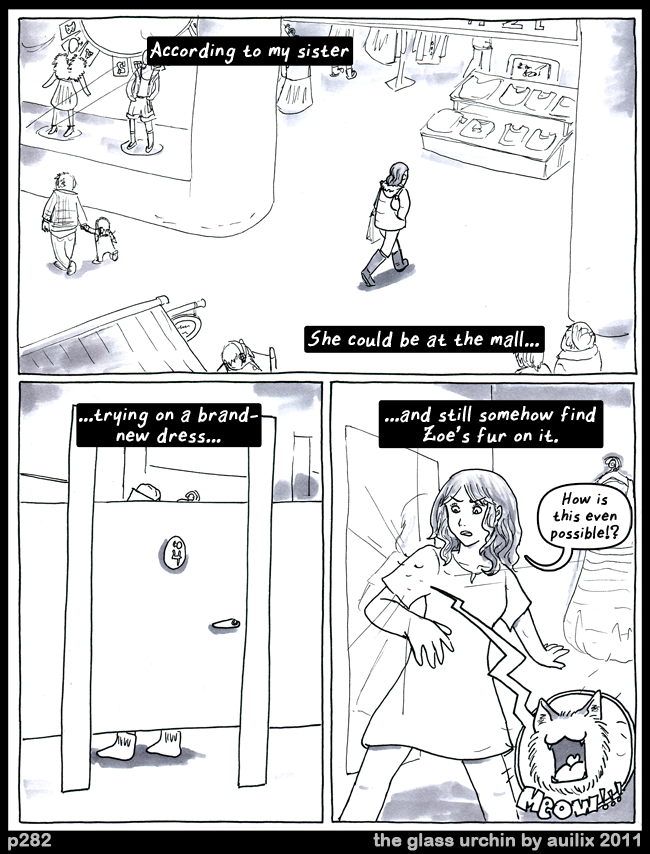 According to my sister
She could be at the mall...
...trying on a brand-
new dress...
...and still somehow find
Zoe's fur on it.
How is
this even
possible!?
Meow!!!
p282
the glass urchin by auilix 2011